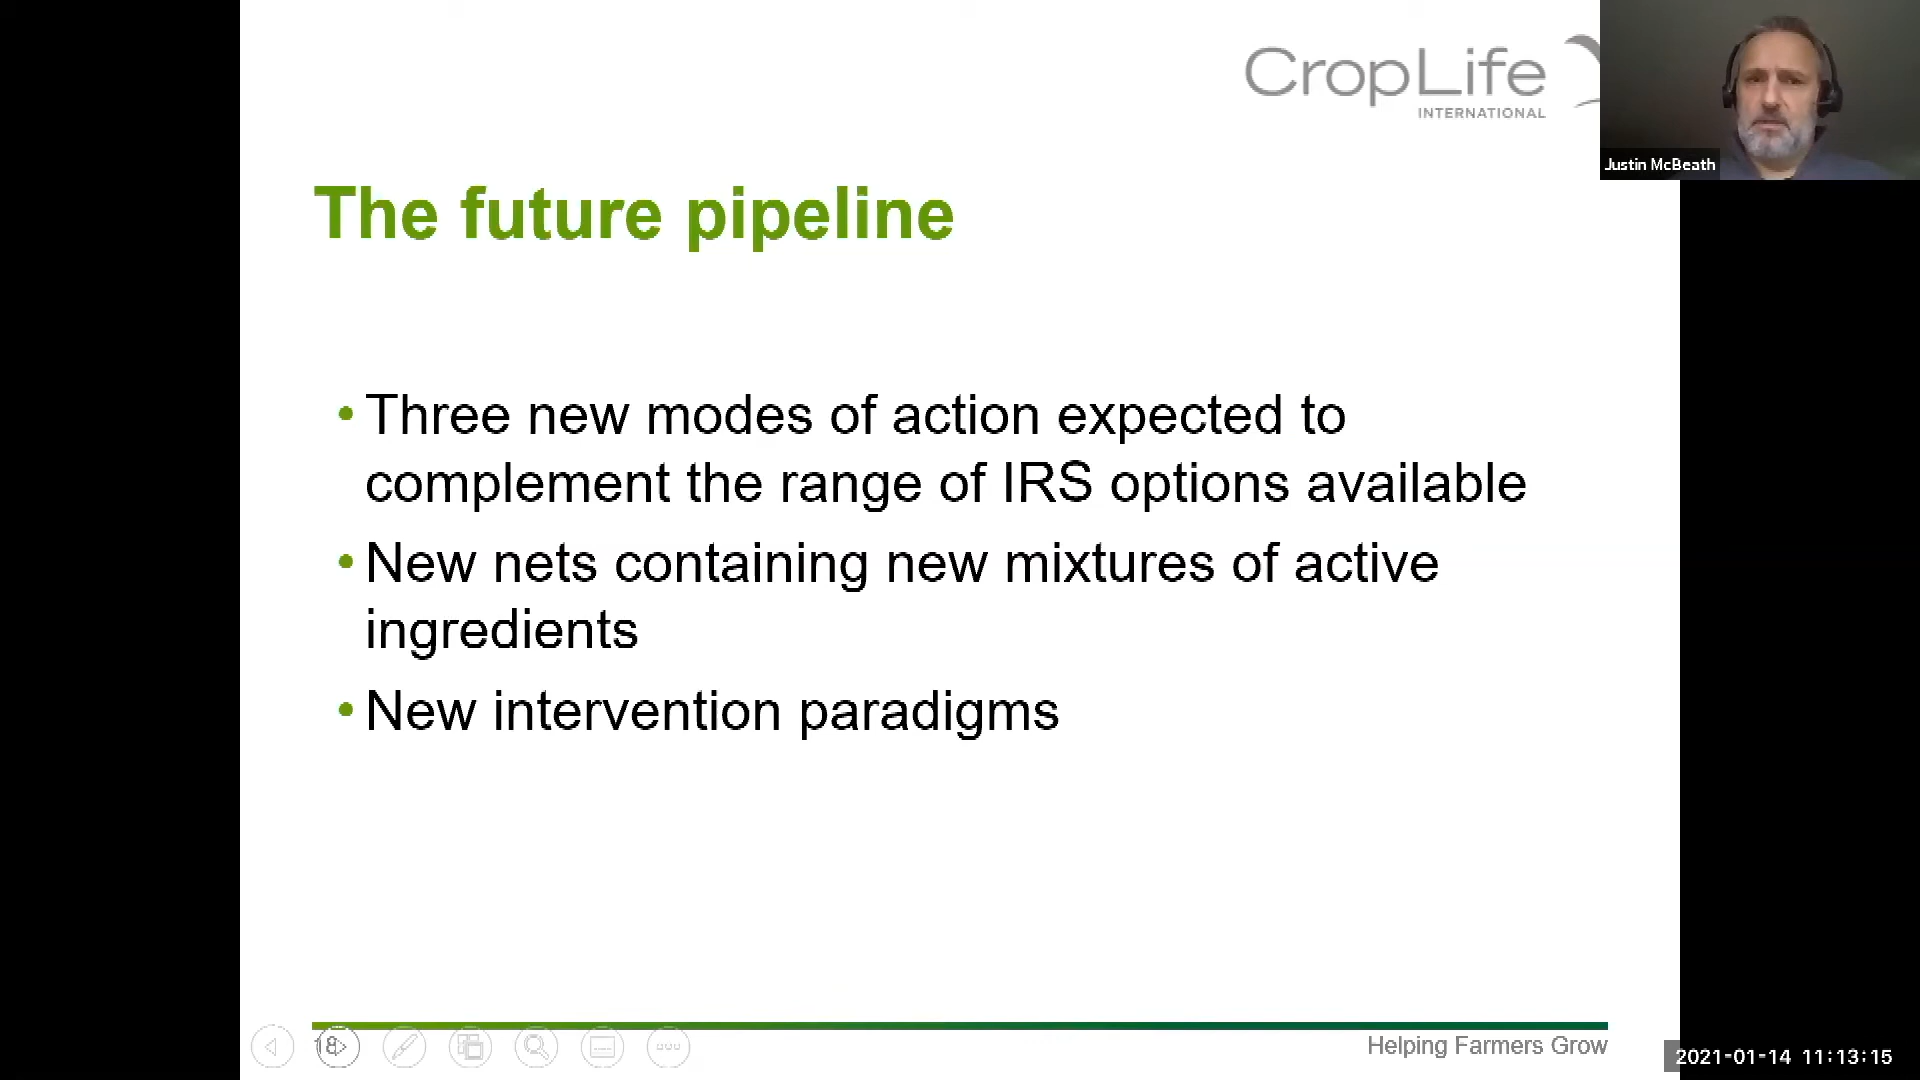 CropLife
INTERNATIONAL
Justin McBeath
The future pipeline
• Three new modes of action expected to
complement the range of IRS options available
• New nets containing new mixtures of active
ingredients
• New intervention paradigms
18
Helping Farmers Grow
2021-01-14 11:13:15